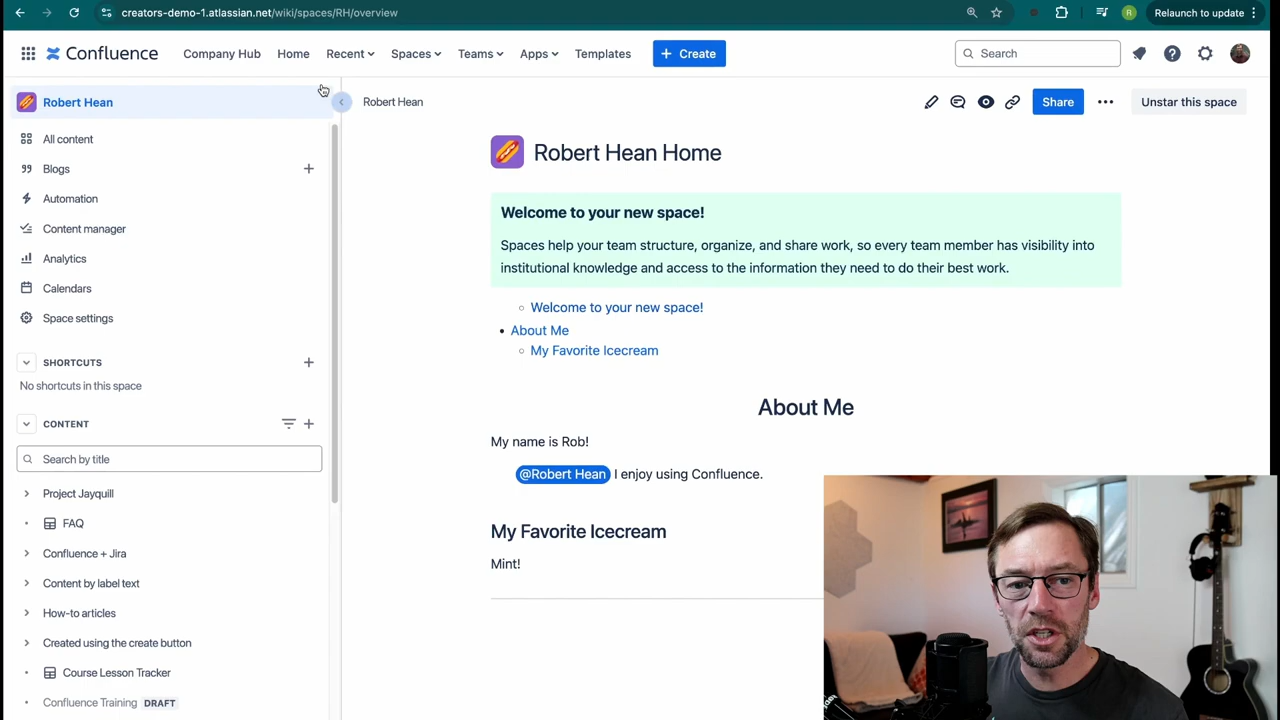 creators-demo-1.atlassian.net/wiki/spaces/RH/overview
R
Relaunch to update
Confluence
Company Hub
Home
Recent
Spaces
Teams
Apps
Templates
+ Create
Search
Robert Hean
All content
Blogs
Automation
Content manager
Analytics
Calendars
Space settings
SHORTCUTS
No shortcuts in this space
CONTENT
Search by title
Project Jayquill
FAQ
Confluence + Jira
Content by label text
How-to articles
Created using the create button
Course Lesson Tracker
Confluence Training DRAFT
Robert Hean
Share
Unstar this space
Robert Hean Home
Welcome to your new space!
Spaces help your team structure, organize, and share work, so every team member has visibility into
institutional knowledge and access to the information they need to do their best work.
Welcome to your new space!
About Me
My Favorite Icecream
About Me
My name is Rob!
@Robert Hean I enjoy using Confluence.
My Favorite Icecream
Mint!